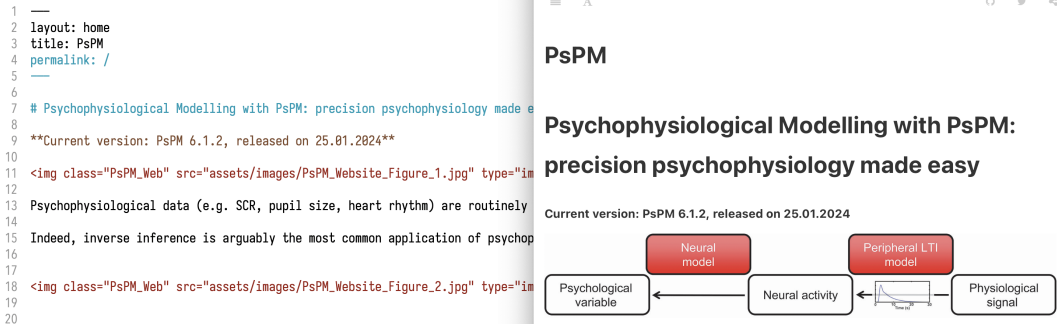 1 ---
2 layout: home
3 title: PsPM
4 permalink: /
5 ---
6
7 # Psychophysiological Modelling with PsPM: precision psychophysiology made e
8
9 **Current version: PsPM 6.1.2, released on 25.01.2024**
10
11 <img class="PsPM_Web" src="assets/images/PsPM_Website_Figure_1.jpg" type="im
12
13 Psychophysiological data (e.g. SCR, pupil size, heart rhythm) are routinely
14
15 Indeed, inverse inference is arguably the most common application of psychop
16
17
18 <img class="PsPM_Web" src="assets/images/PsPM_Website_Figure_2.jpg" type="im
19
20
A
PsPM
Psychophysiological Modelling with PsPM:
precision psychophysiology made easy
Current version: PsPM 6.1.2, released on 25.01.2024
Neural
model
Peripheral LTI
model
Psychological
variable
Neural activity
0 10 20 30
Time [s]
Physiological
signal